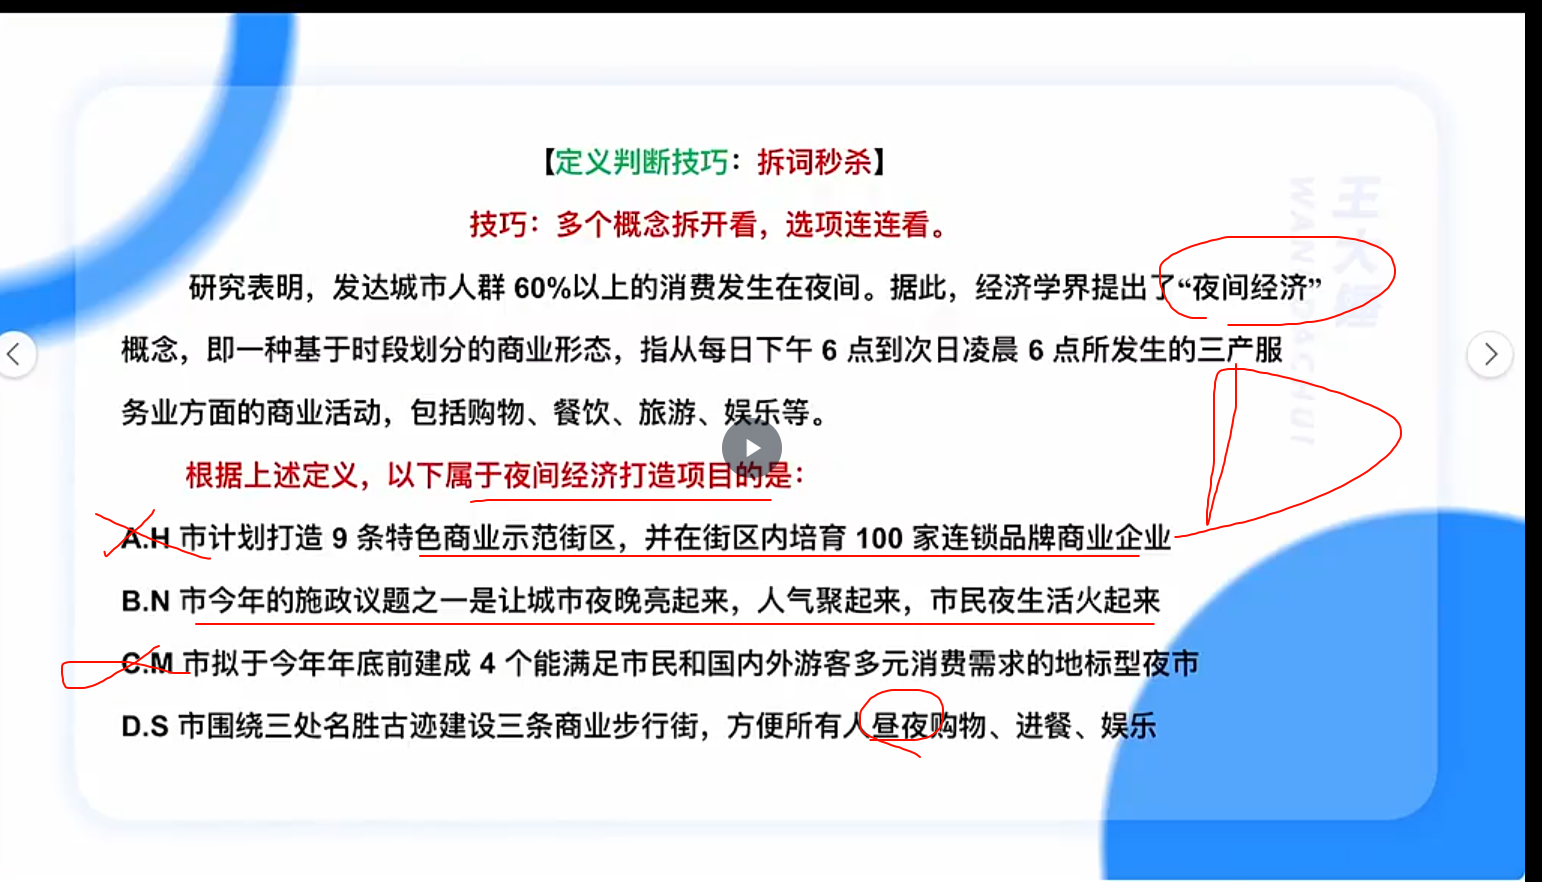 【定义判断技巧：拆词秒杀】
技巧：多个概念拆开看，选项连连看。
研究表明，发达城市人群 60%以上的消费发生在夜间。据此，经济学界提出了“夜间经济”
概念，即一种基于时段划分的商业形态，指从每日下午 6 点到次日凌晨 6 点所发生的三产服
务业方面的商业活动，包括购物、餐饮、旅游、娱乐等。
根据上述定义，以下属于夜间经济打造项目的是：
A.H 市计划打造 9 条特色商业示范街区，并在街区内培育 100 家连锁品牌商业企业
B.N 市今年的施政议题之一是让城市夜晚亮起来，人气聚起来，市民夜生活火起来
C.M 市拟于今年年底前建成 4 个能满足市民和国内外游客多元消费需求的地标型夜市
D.S 市围绕三处名胜古迹建设三条商业步行街，方便所有人昼夜购物、进餐、娱乐